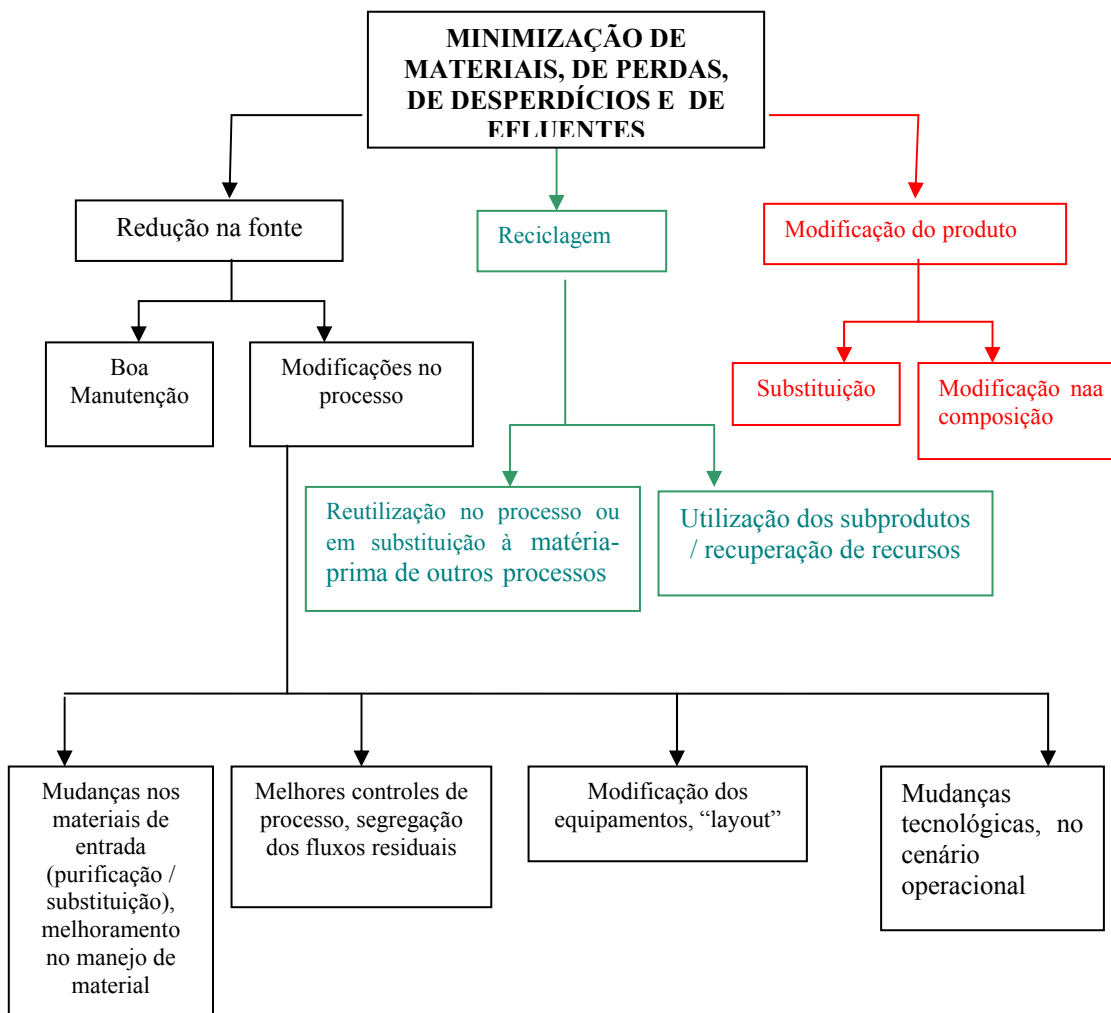 MINIMIZAÇÃO DE
MATERIAIS, DE PERDAS,
DE DESPERDÍCIOS E DE
EFLUENTES
Redução na fonte
Reciclagem
Modificação do produto
Boa
Manutenção
Modificações no
processo
Substituição
Modificação naa
composição
Reutilização no processo ou
em substituição à matéria-
prima de outros processos
Utilização dos subprodutos
/ recuperação de recursos
Mudanças nos
materiais de
entrada
(purificação /
substituição),
melhoramento
no manejo de
material
Melhores controles de
processo, segregação
dos fluxos residuais
Modificação dos
equipamentos, “layout”
Mudanças
tecnológicas, no
cenário
operacional